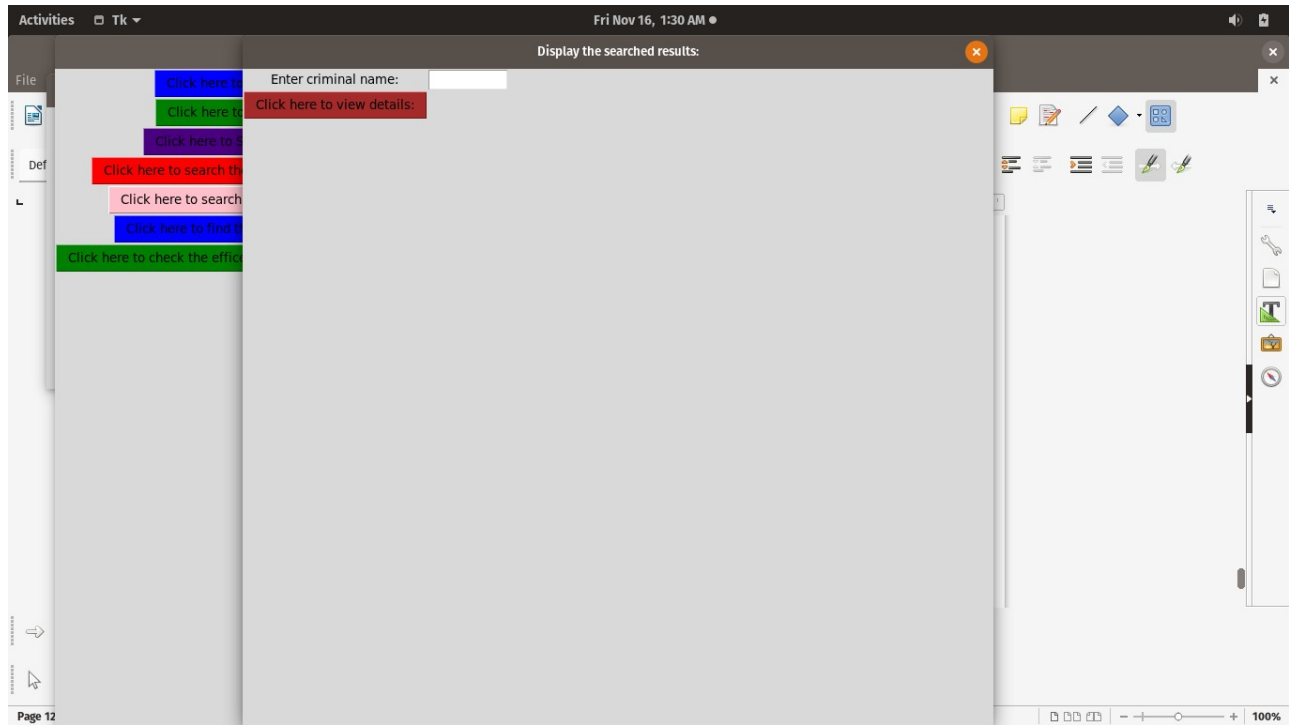 Activities Tk Fri Nov 16, 1:30 AM
Display the searched results:
File
Enter criminal name:
Click here to view details:
Click here to
Click here to
Click here to
Click here to search
Click here to search
Click here to find
Click here to check the
Def
Page 12
100%